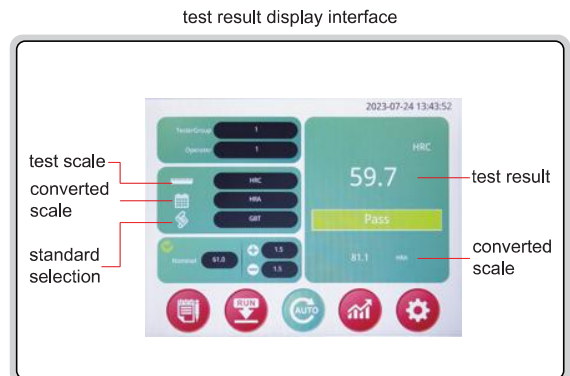 test result display interface
2023-07-24 13:43:52
TesterGroup 1
Operator 1
test scale
converted
scale
standard
selection
HRC
HRA
GBT
Nominal 61.0 1.5
1.5
HRC
59.7
Pass
81.1 HRA
test result
converted
scale
RUN
AUTO